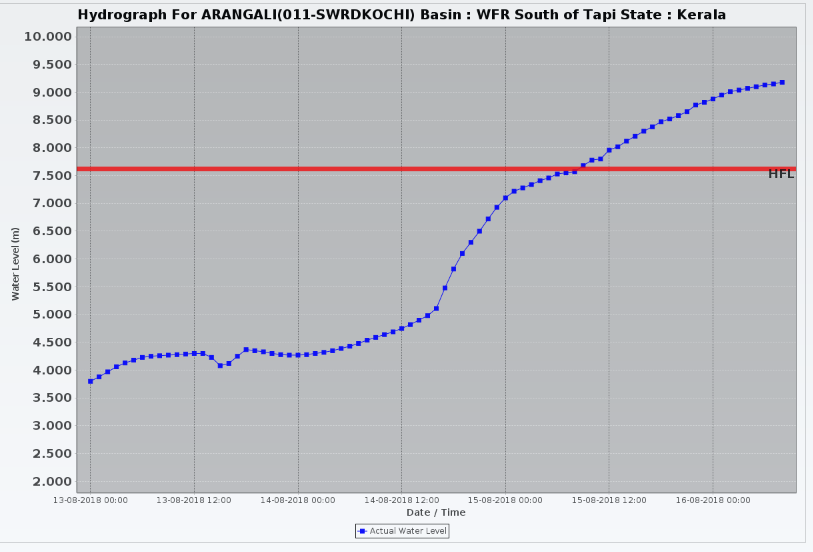 Hydrograph For ARANGALI(011-SWRDKOCHI) Basin : WFR South of Tapi State : Kerala
10.000
9.500
9.000
8.500
8.000
7.500
7.000
6.500
6.000
5.500
5.000
4.500
4.000
3.500
3.000
2.500
2.000
Water Level (m)
HFL
13-08-2018 00:00 13-08-2018 12:00 14-08-2018 00:00 14-08-2018 12:00 15-08-2018 00:00 15-08-2018 12:00 16-08-2018 00:00
Date / Time
Actual Water Level